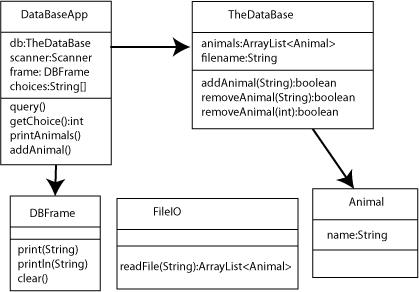 DataBaseApp
db:TheDataBase
scanner:Scanner
frame: DBFrame
choices:String[]
query()
getChoice():int
printAnimals()
addAnimal()
TheDataBase
animals:ArrayList<Animal>
filename:String
addAnimal(String):boolean
removeAnimal(String):boolean
removeAnimal(int):boolean
DBFrame
print(String)
println(String)
clear()
FileIO
readFile(String):ArrayList<Animal>
Animal
name:String